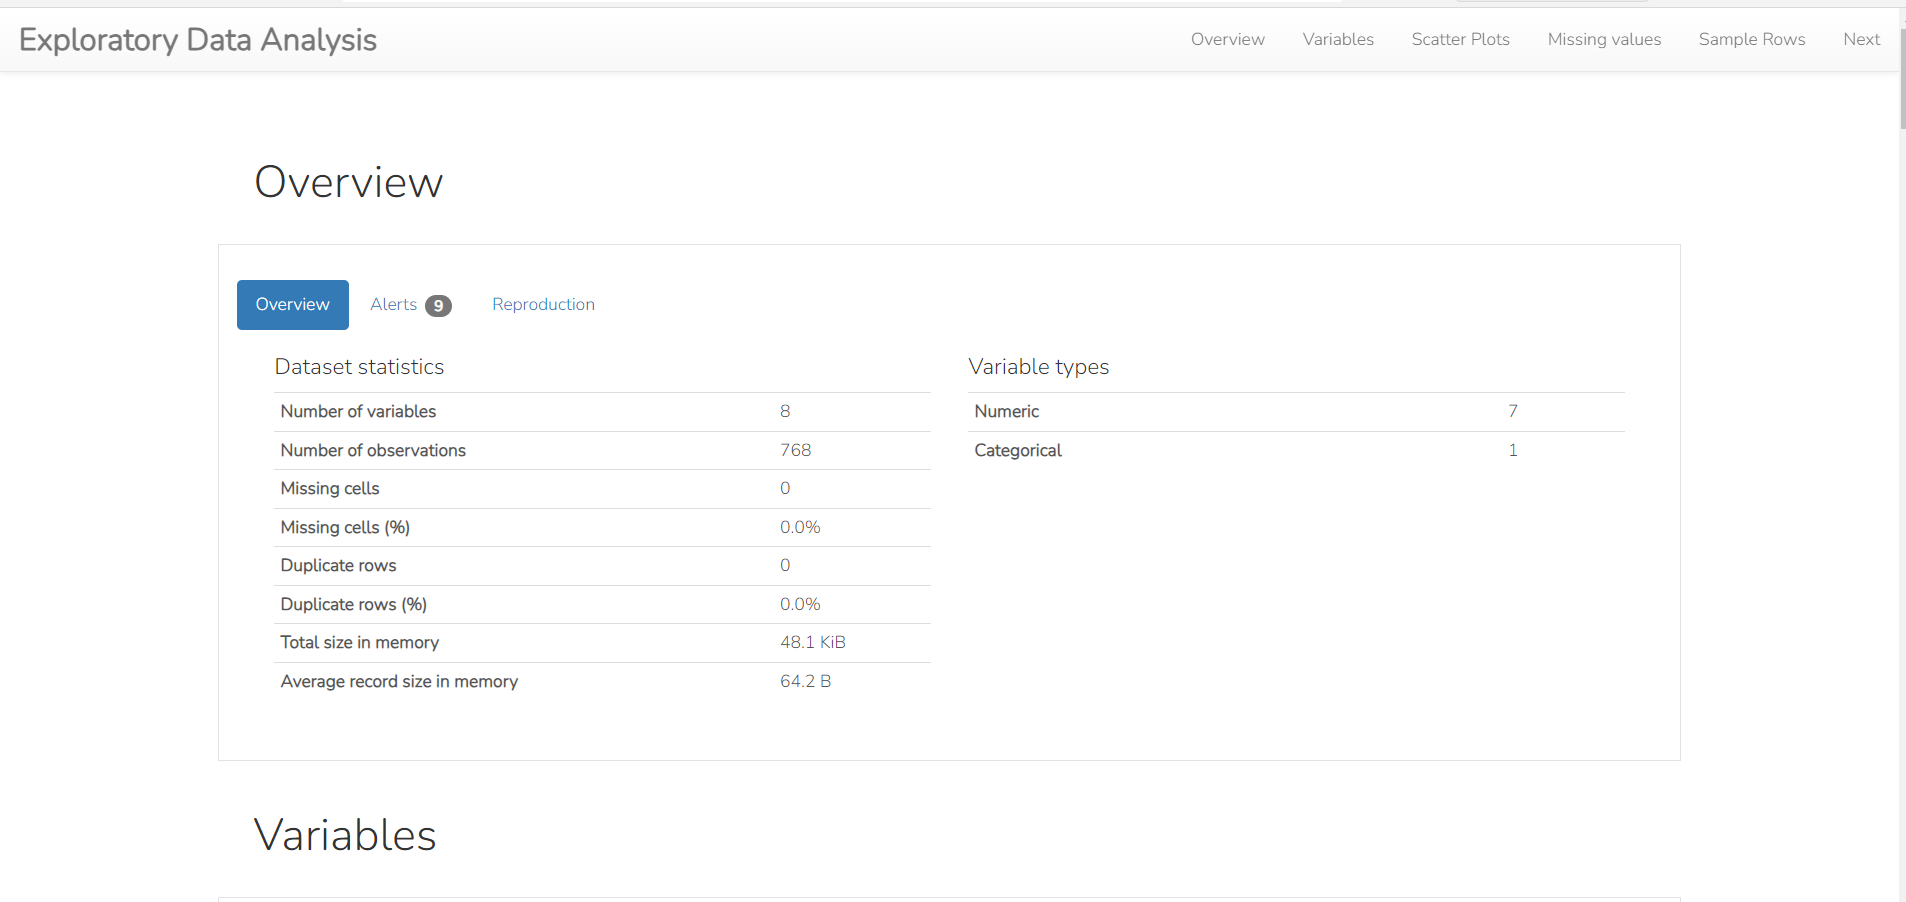 Exploratory Data Analysis
Overview Variables Scatter Plots Missing values Sample Rows Next
Overview
Overview Alerts 9 Reproduction
Dataset statistics
Number of variables 8
Number of observations 768
Missing cells 0
Missing cells (%) 0.0%
Duplicate rows 0
Duplicate rows (%) 0.0%
Total size in memory 48.1 KiB
Average record size in memory 64.2 B
Variable types
Numeric 7
Categorical 1
Variables